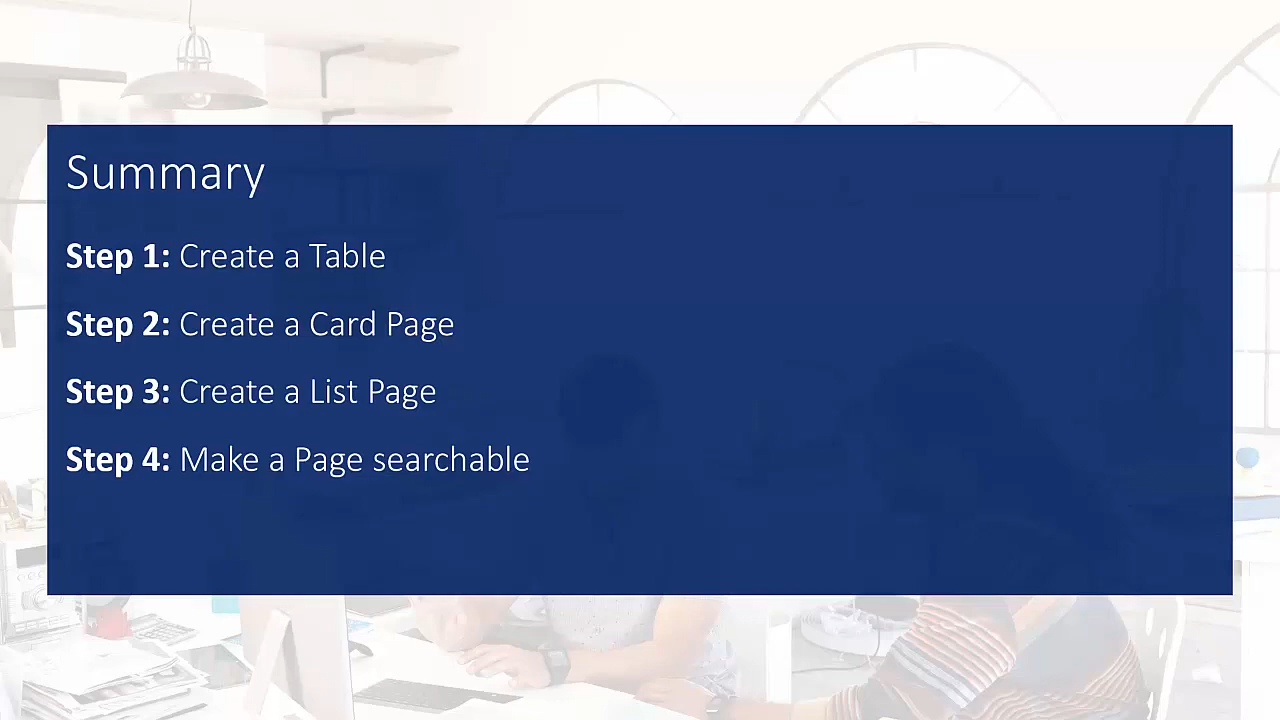 Summary
Step 1: Create a Table
Step 2: Create a Card Page
Step 3: Create a List Page
Step 4: Make a Page searchable